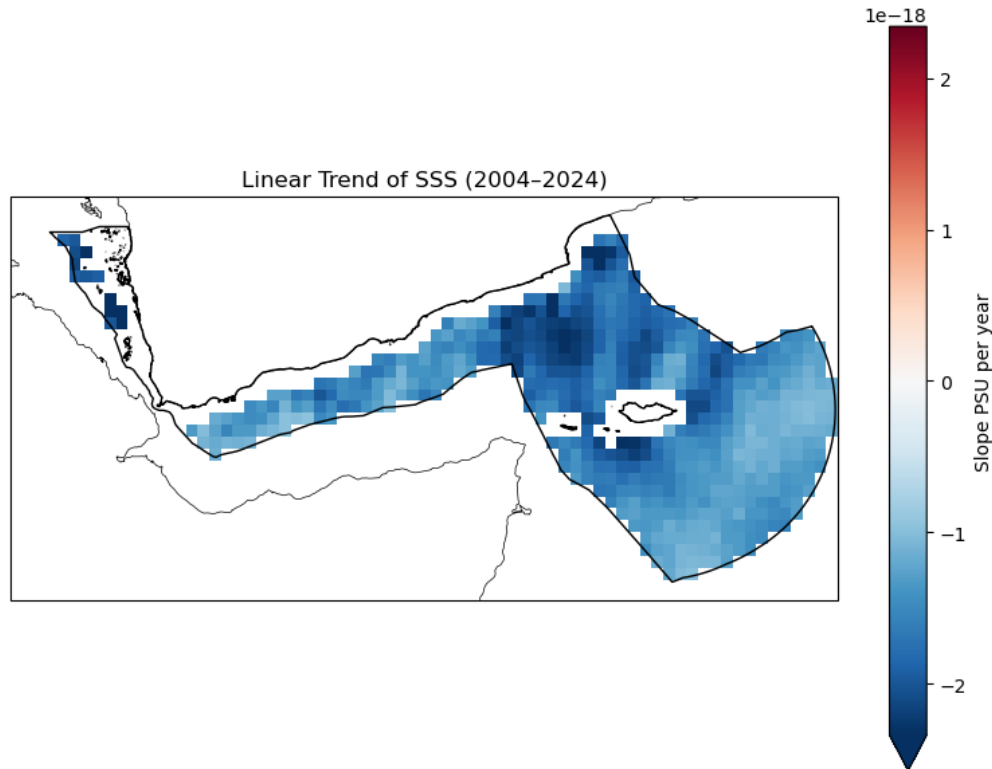 1e−18
Linear Trend of SSS (2004–2024)
2
1
0
−1
−2
Slope PSU per year